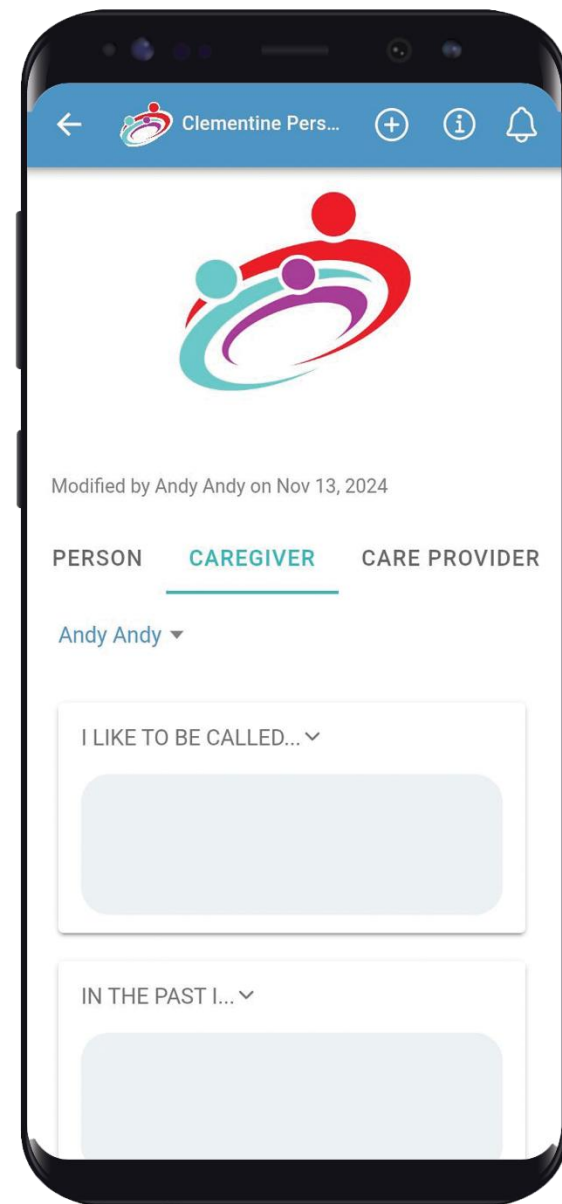 Clementine Pers...
Modified by Andy Andy on Nov 13, 2024
PERSON CAREGIVER CARE PROVIDER
Andy Andy
I LIKE TO BE CALLED...
IN THE PAST I...